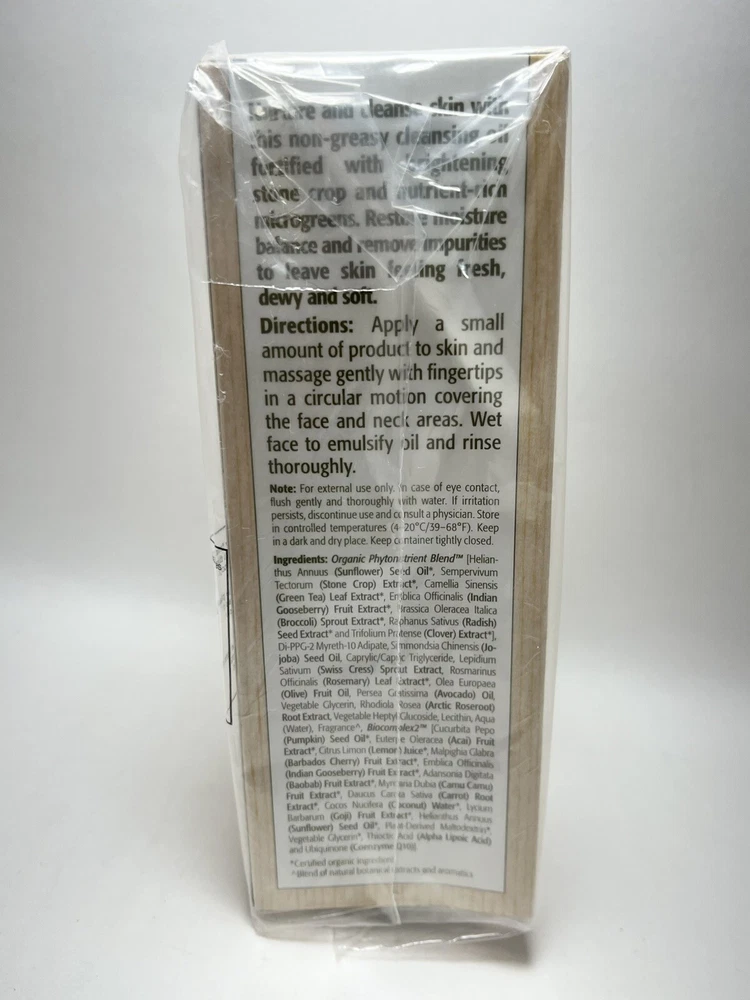 Nurture and cleanse skin with
this non-greasy cleansing oil
fortified with brightening,
stone crop and nutrient-rich
microgreens. Restore moisture
balance and remove impurities
to leave skin feeling fresh,
dewy and soft.
Directions: Apply a small
amount of product to skin and
massage gently with fingertips
in a circular motion covering
the face and neck areas. Wet
face to emulsify oil and rinse
thoroughly.
Note: For external use only. In case of eye contact,
flush gently and thoroughly with water. If irritation
persists, discontinue use and consult a physician. Store
in controlled temperatures (4-20°C/39–68°F). Keep
in a dark and dry place. Keep container tightly closed.
Ingredients: Organic Phytonutrient Blend™ [Helian-
thus Annuus (Sunflower) Seed Oil*, Sempervivum
Tectorum (Stone Crop) Extract*, Camellia Sinensis
(Green Tea) Leaf Extract*, Emblica Officinalis (Indian
Gooseberry) Fruit Extract*, Brassica Oleracea Italica
(Broccoli) Sprout Extract*, Raphanus Sativus (Radish)
Seed Extract* and Trifolium Pratense (Clover) Extract*],
Di-PPG-2 Myreth-10 Adipate, Simmondsia Chinensis (Jo-
joba) Seed Oil, Caprylic/Capric Triglyceride, Lepidium
Sativum (Swiss Cress) Sprout Extract, Rosmarinus
Officinalis (Rosemary) Leaf Extract*, Olea Europaea
(Olive) Fruit Oil, Persea Gratissima (Avocado) Oil,
Vegetable Glycerin, Rhodiola Rosea (Arctic Roseroot)
Root Extract, Vegetable Heptyl Glucoside, Lecithin, Aqua
(Water), Fragrance^, Biocomplex2™ [Cucurbita Pepo
(Pumpkin) Seed Oil*, Euterpe Oleracea (Acai) Fruit
Extract*, Citrus Limon (Lemon) Juice*, Malpighia Glabra
(Barbados Cherry) Fruit Extract*, Emblica Officinalis
(Indian Gooseberry) Fruit Extract*, Adansonia Digitata
(Baobab) Fruit Extract*, Myrciaria Dubia (Camu Camu)
Fruit Extract*, Daucus Carota Sativa (Carrot) Root
Extract*, Cocos Nucifera (Coconut) Water*, Lycium
Barbarum (Goji) Fruit Extract*, Helianthus Annuus
(Sunflower) Seed Oil*, Plant-Derived Maltodextrin*,
Vegetable Glycerin*, Thioctic Acid (Alpha Lipoic Acid)
and Ubiquinone (Coenzyme Q10)]
*Certified organic ingredient
^Blend of natural botanical extracts and aromatics